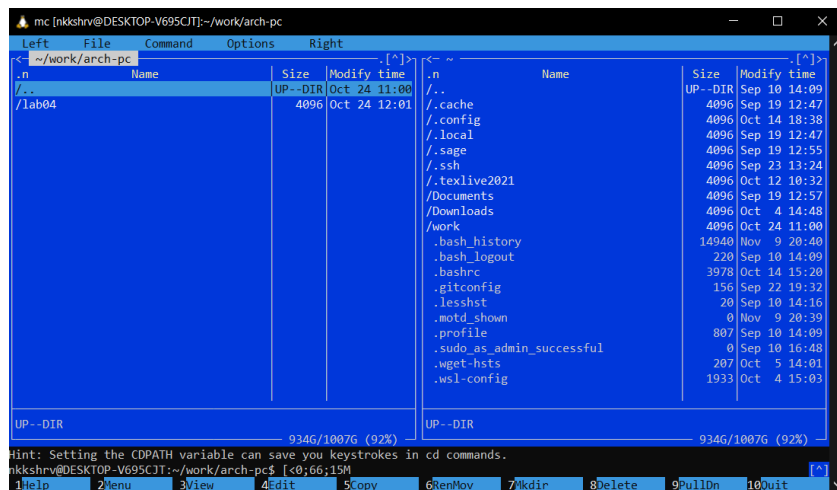 mc [nkkshrv@DESKTOP-V695CJT]:~/work/arch-pc
Left File Command Options Right
<- ~/work/arch-pc .[^]>
.n Name Size Modify time
/.. UP--DIR Oct 24 11:00
/lab04 4096 Oct 24 12:01
UP--DIR
934G/1007G (92%)
<- ~ .[^]>
.n Name Size Modify time
/.. UP--DIR Sep 10 14:09
/.cache 4096 Sep 19 12:47
/.config 4096 Oct 14 18:38
/.local 4096 Sep 19 12:47
/.sage 4096 Sep 19 12:55
/.ssh 4096 Sep 23 13:24
/.texlive2021 4096 Oct 12 10:32
/Documents 4096 Sep 19 12:57
/Downloads 4096 Oct 4 14:48
/work 4096 Oct 24 11:00
.bash_history 14940 Nov 9 20:40
.bash_logout 220 Sep 10 14:09
.bashrc 3978 Oct 14 15:20
.gitconfig 156 Sep 22 19:32
.lesshst 20 Sep 10 14:16
.motd_shown 0 Nov 9 20:39
.profile 807 Sep 10 14:09
.sudo_as_admin_successful 0 Sep 10 16:48
.wget-hsts 207 Oct 5 14:01
.wsl-config 1933 Oct 4 15:03
UP--DIR
934G/1007G (92%)
Hint: Setting the CDPATH variable can save you keystrokes in cd commands.
nkkshrv@DESKTOP-V695CJT:~/work/arch-pc$ [<0;66;15M [^]
1Help 2Menu 3View 4Edit 5Copy 6RenMov 7Mkdir 8Delete 9PullDn 10Quit